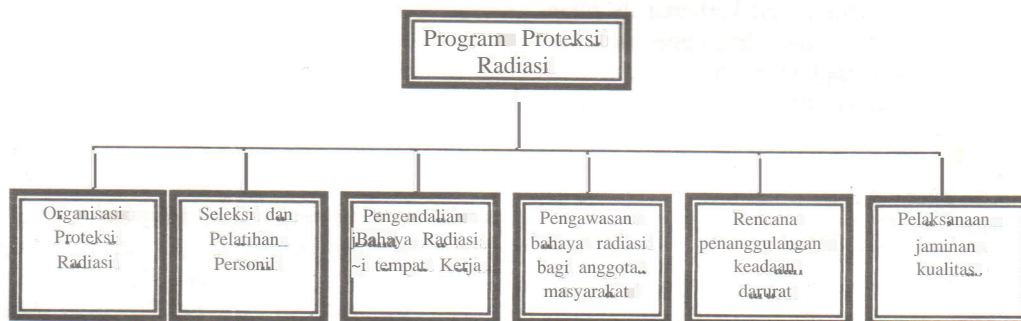 Program Proteksi
Radiasi
Organisasi
Proteksi
Radiasi
Seleksi dan
Pelatihan
Personil
Pengendalian
Bahaya Radiasi
~i tempat Kerja
Pengawasan
bahaya radiasi
bagi anggota
masyarakat
Rencana
penanggulangan
keadaan
darurat
Pelaksanaan
jaminan
kualitas